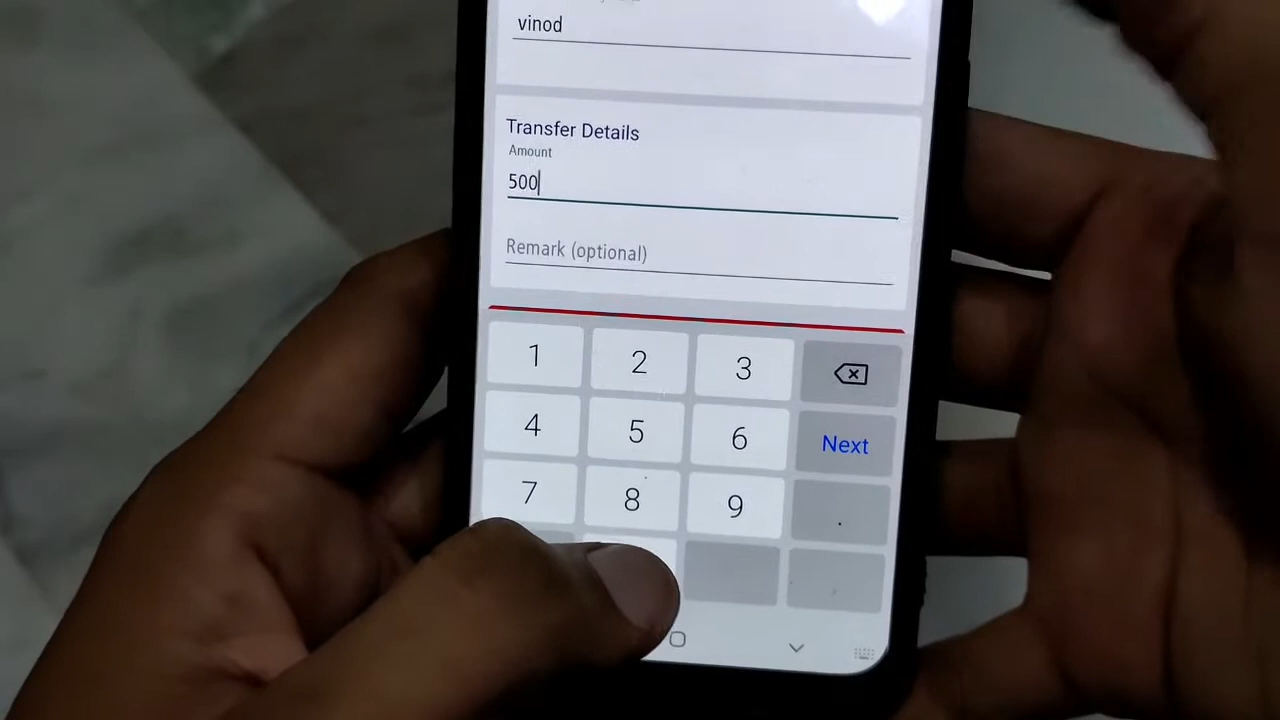 vinod
Transfer Details
Amount
500
Remark (optional)
1 2 3
4 5 6 Next
7 8 9 .
,